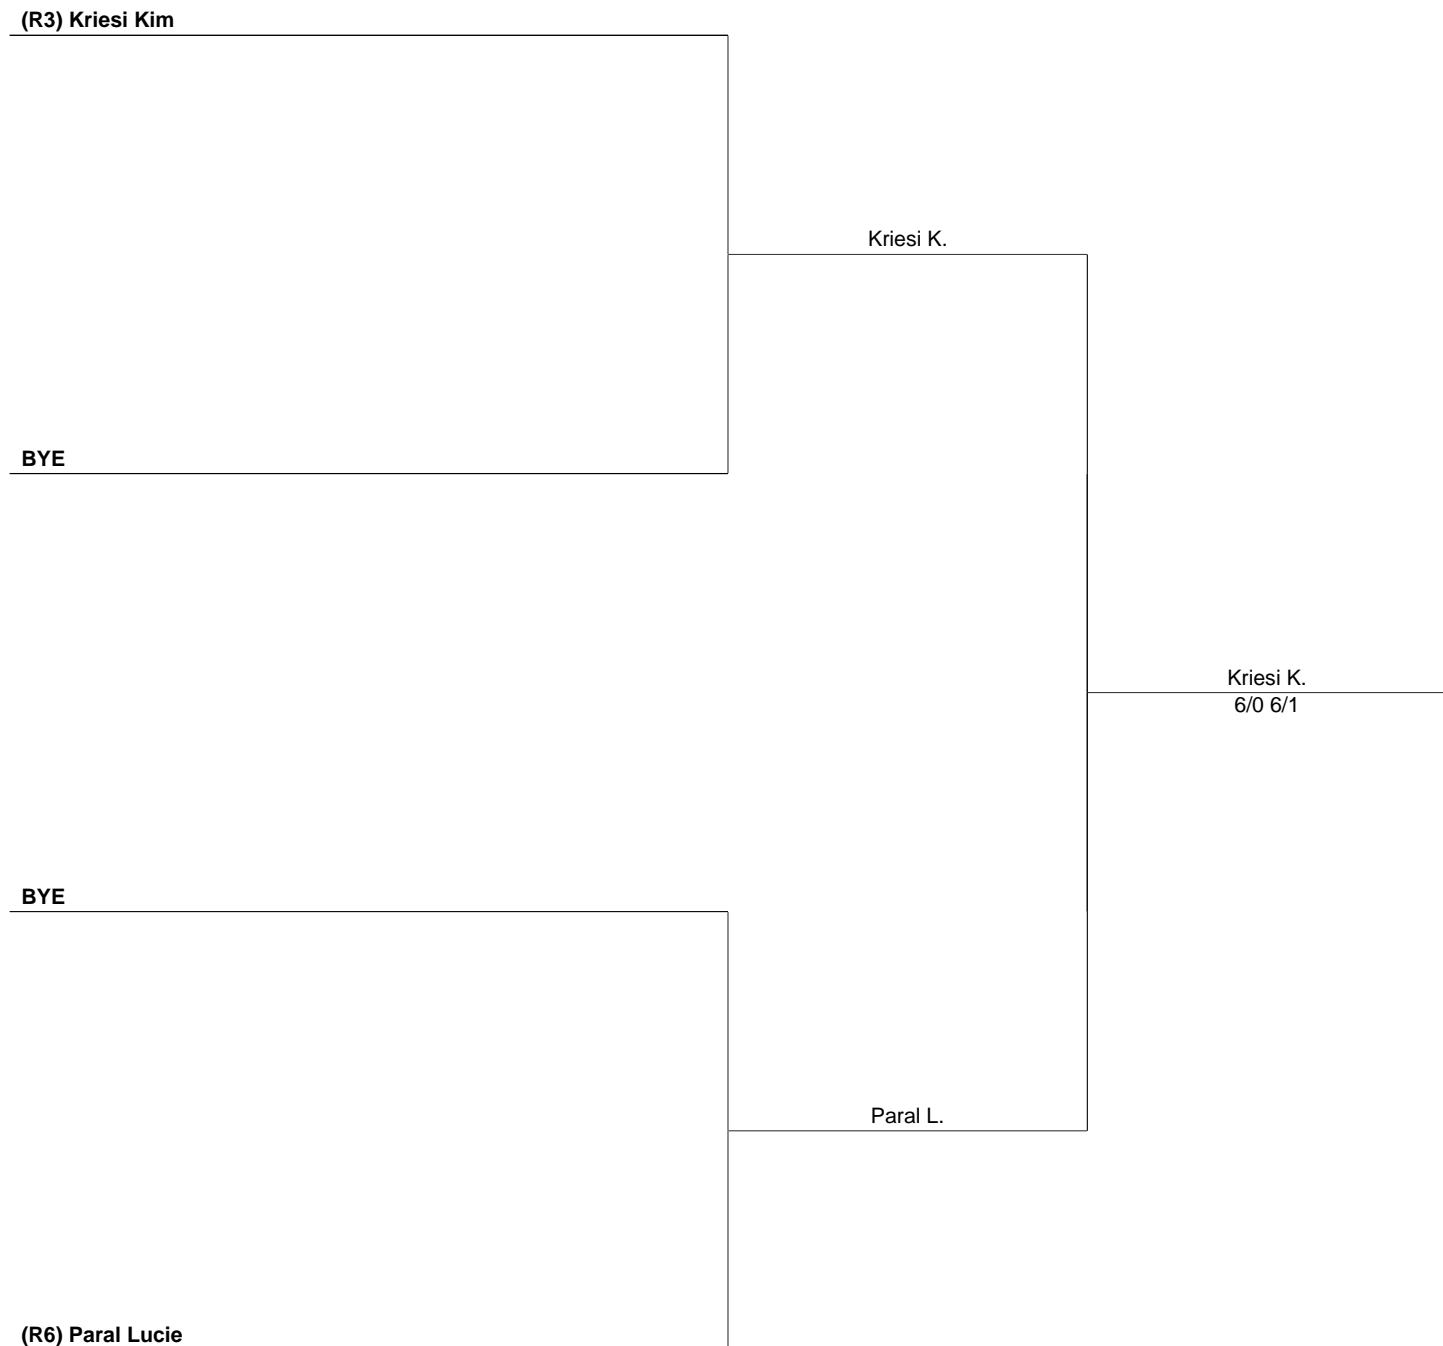 (R3) Kriesi Kim
Kriesi K.
BYE
Kriesi K.
6/0 6/1
BYE
Paral L.
(R6) Paral Lucie